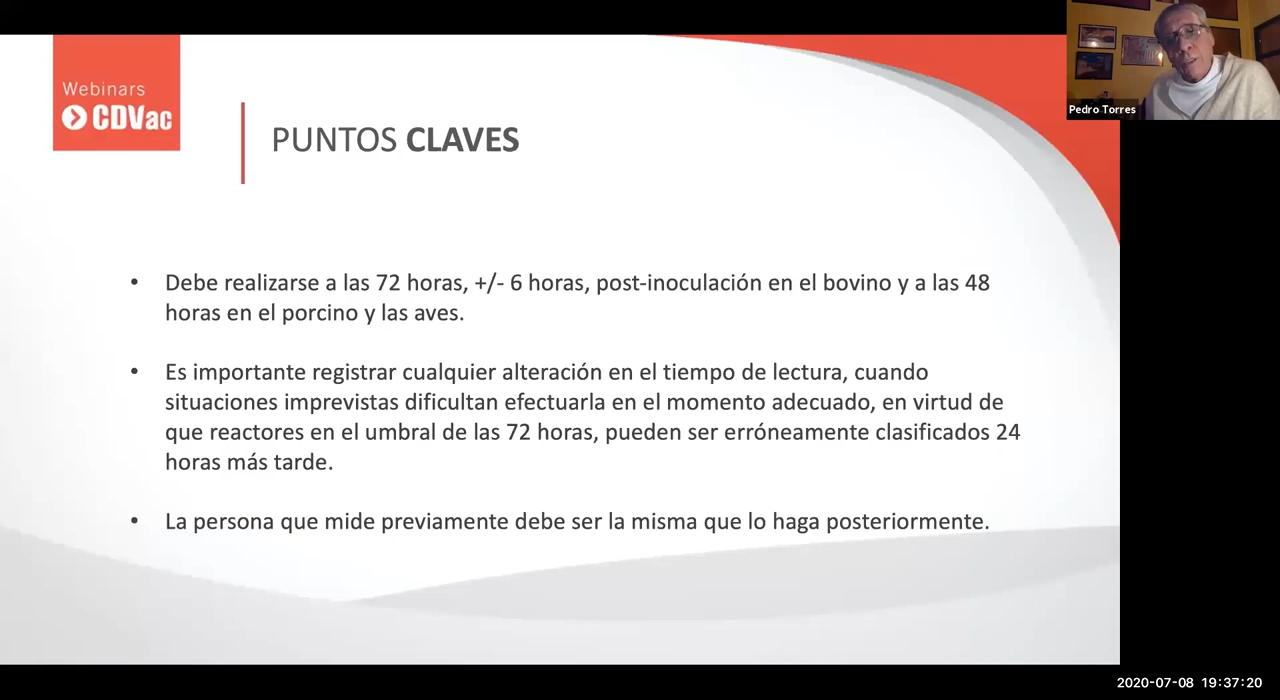 Webinars
CDVac
PUNTOS CLAVES
Pedro Torres
• Debe realizarse a las 72 horas, +/- 6 horas, post-inoculación en el bovino y a las 48
horas en el porcino y las aves.
• Es importante registrar cualquier alteración en el tiempo de lectura, cuando
situaciones imprevistas dificultan efectuarla en el momento adecuado, en virtud de
que reactores en el umbral de las 72 horas, pueden ser erróneamente clasificados 24
horas más tarde.
• La persona que mide previamente debe ser la misma que lo haga posteriormente.
2020-07-08 19:37:20